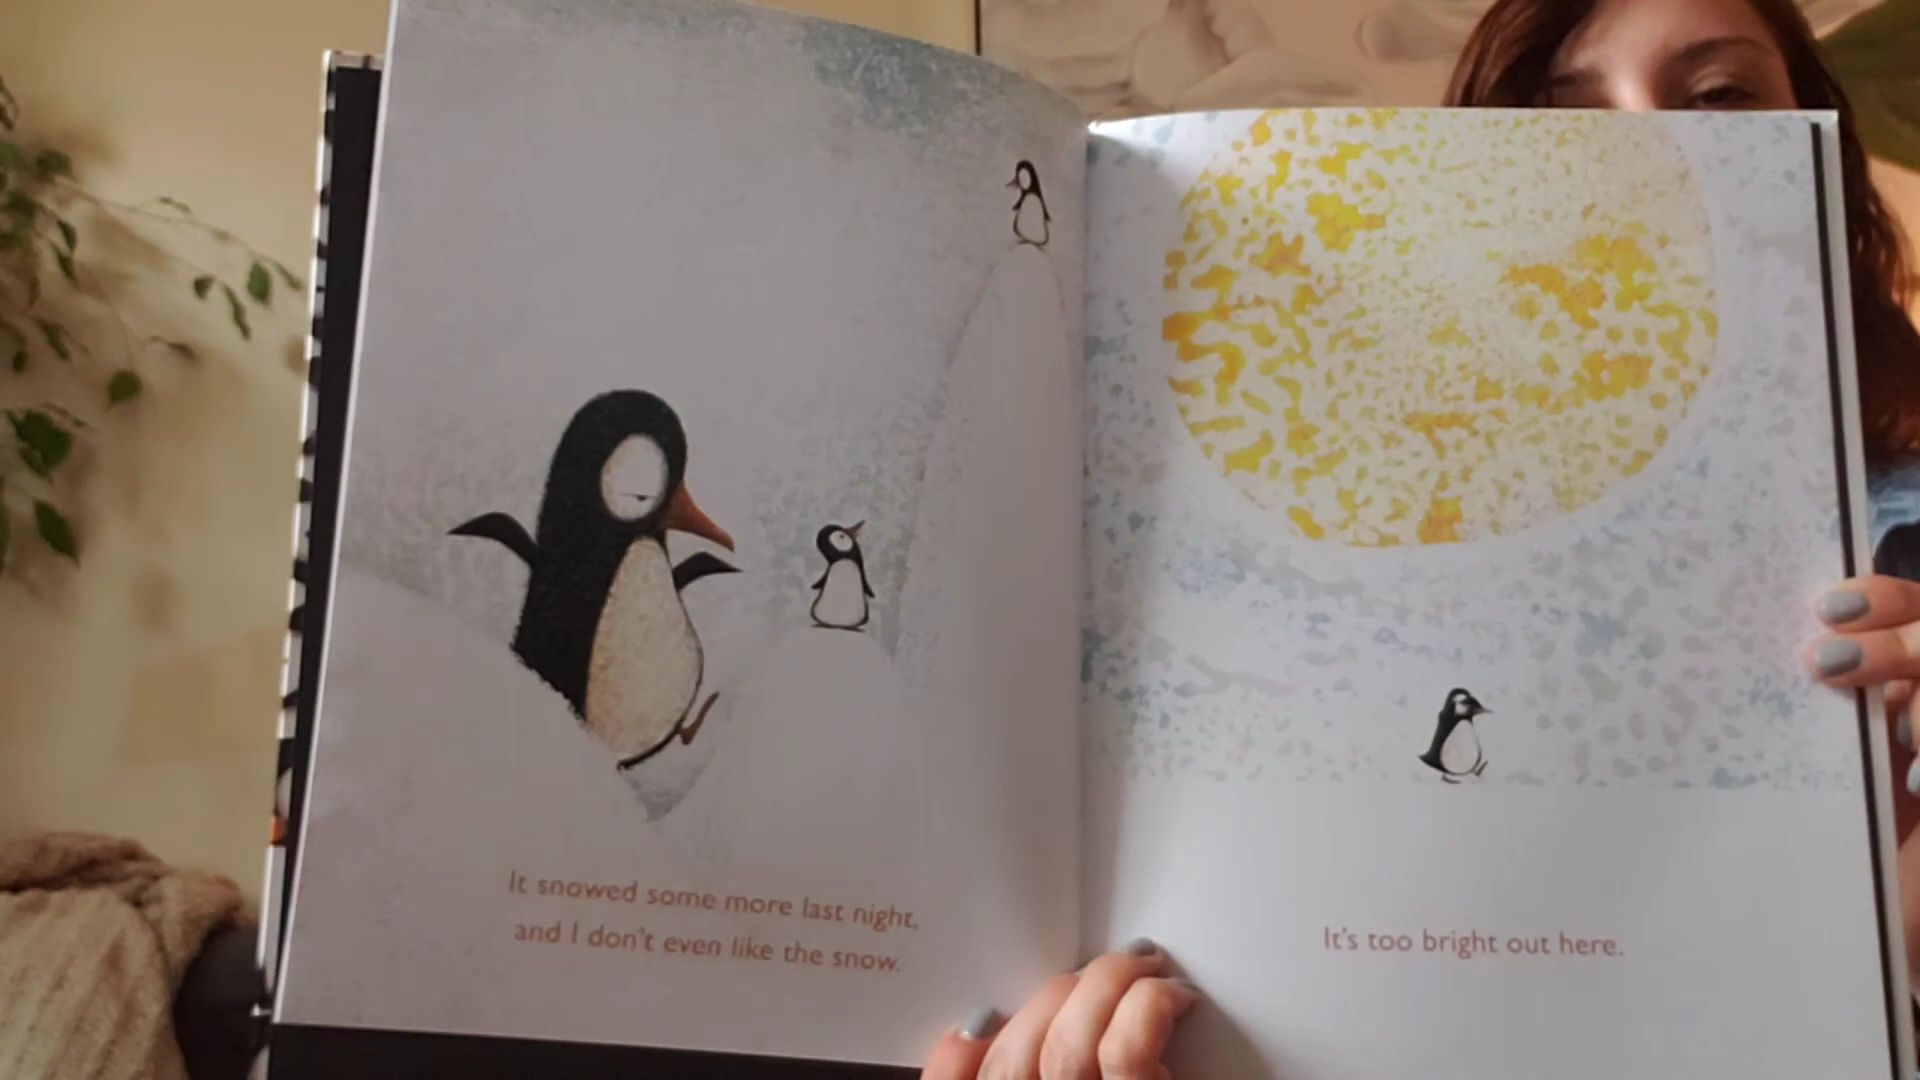 It snowed some more last night,
and I don't even like the snow.
It's too bright out here.